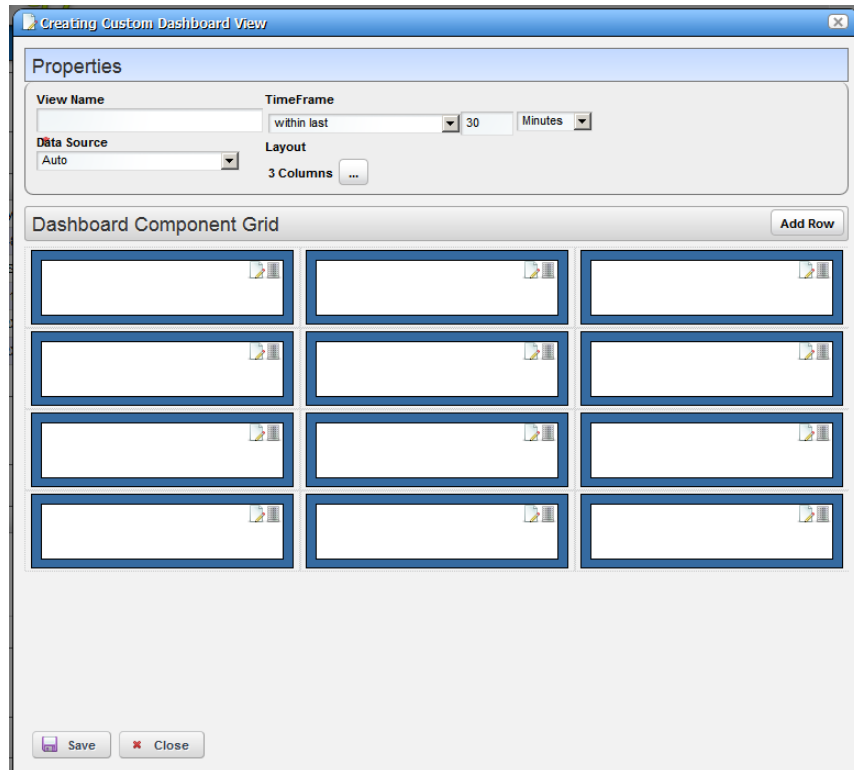 Creating Custom Dashboard View
Properties
View Name
TimeFrame
within last
30
Minutes
Data Source
Auto
Layout
3 Columns
...
Dashboard Component Grid
Add Row
Save
Close